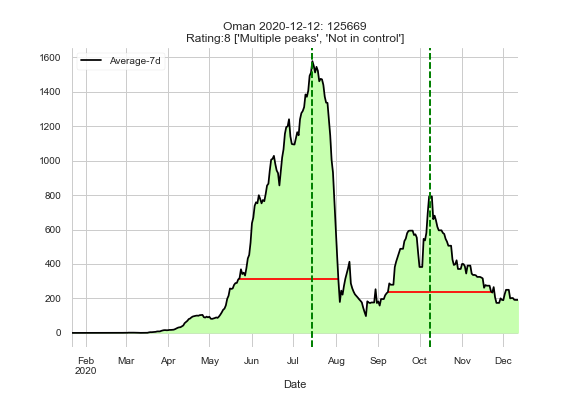 Oman 2020-12-12: 125669
Rating:8 ['Multiple peaks', 'Not in control']
Average-7d
1600
1400
1200
1000
800
600
400
200
0
Feb Mar Apr May Jun Jul Aug Sep Oct Nov Dec
2020
Date